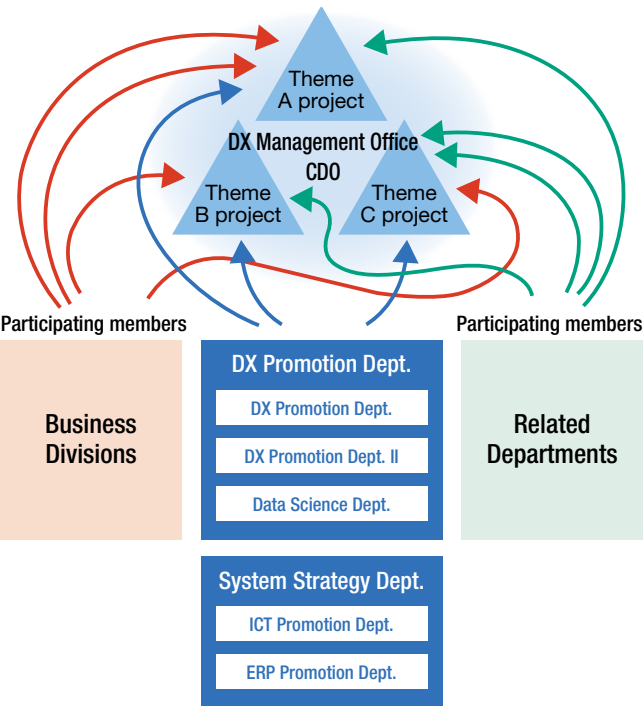 Theme
A project
DX Management Office
CDO
Theme
B project
Theme
C project
Participating members
Participating members
Business
Divisions
DX Promotion Dept.
DX Promotion Dept.
DX Promotion Dept. II
Data Science Dept.
Related
Departments
System Strategy Dept.
ICT Promotion Dept.
ERP Promotion Dept.